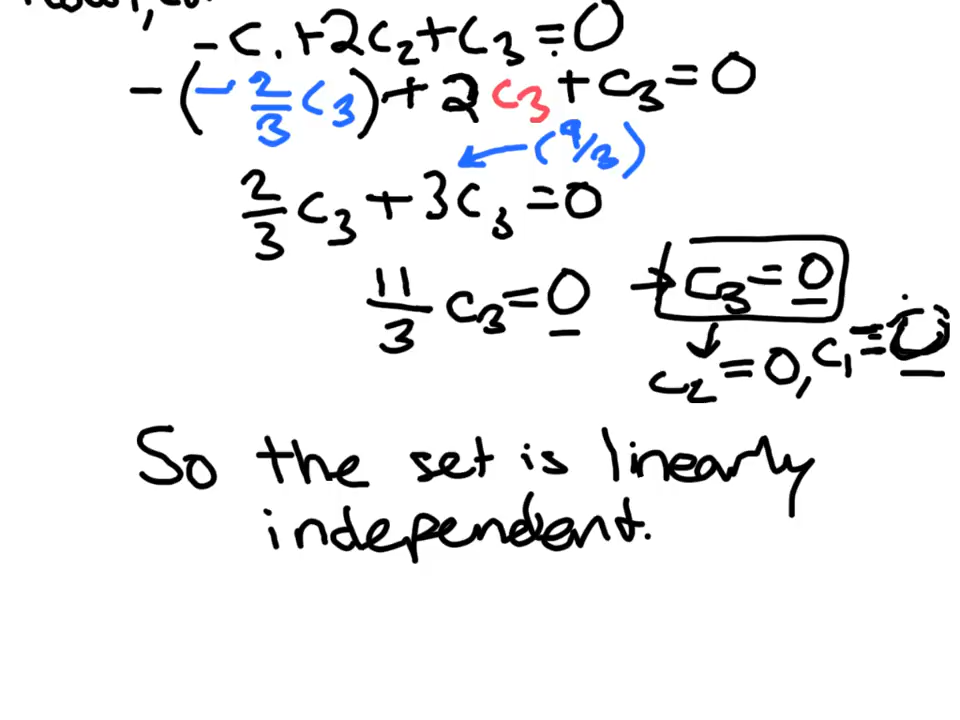 -c₁+2c₂+c₃=0
-(-2/3 c₃)+2c₃+c₃=0
(9/3)
2/3 c₃+3c₃=0
11/3 c₃=0 → c₃=0
c₂=0, c₁=0
So the set is linearly
independent.